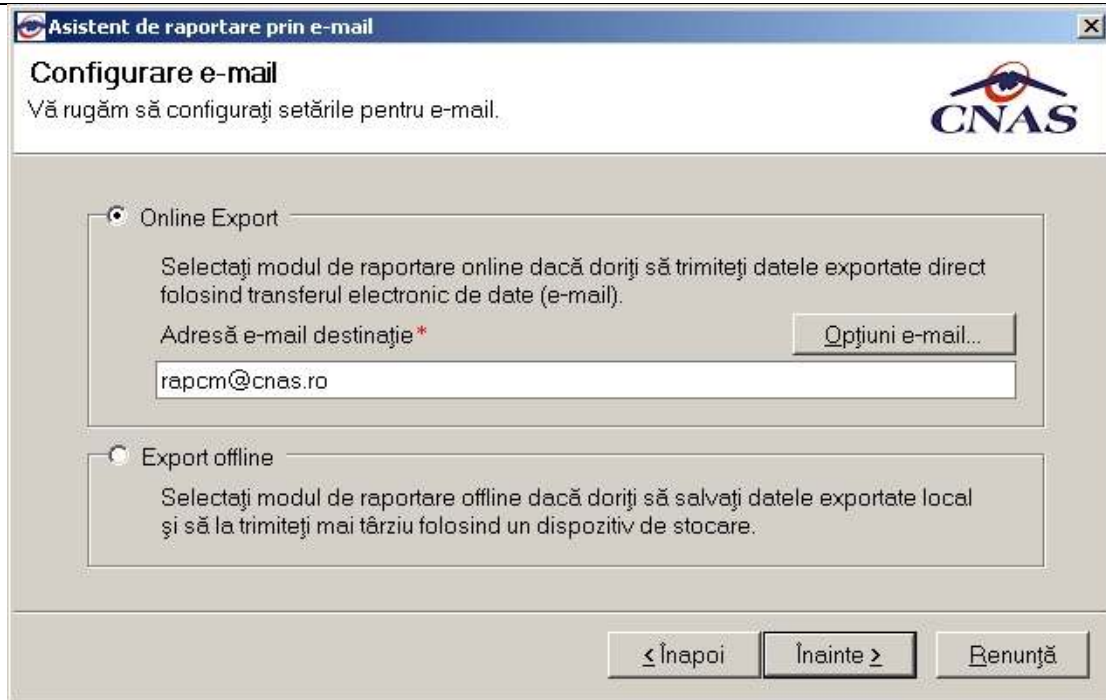 Asistent de raportare prin e-mail
Configurare e-mail
Vă rugăm să configuraţi setările pentru e-mail.
CNAS
Online Export
Selectaţi modul de raportare online dacă doriţi să trimiteţi datele exportate direct
folosind transferul electronic de date (e-mail).
Adresă e-mail destinaţie*
Opţiuni e-mail...
rapcm@cnas.ro
Export offline
Selectaţi modul de raportare offline dacă doriţi să salvaţi datele exportate local
şi să la trimiteţi mai târziu folosind un dispozitiv de stocare.
< Înapoi
Înainte >
Renunţă